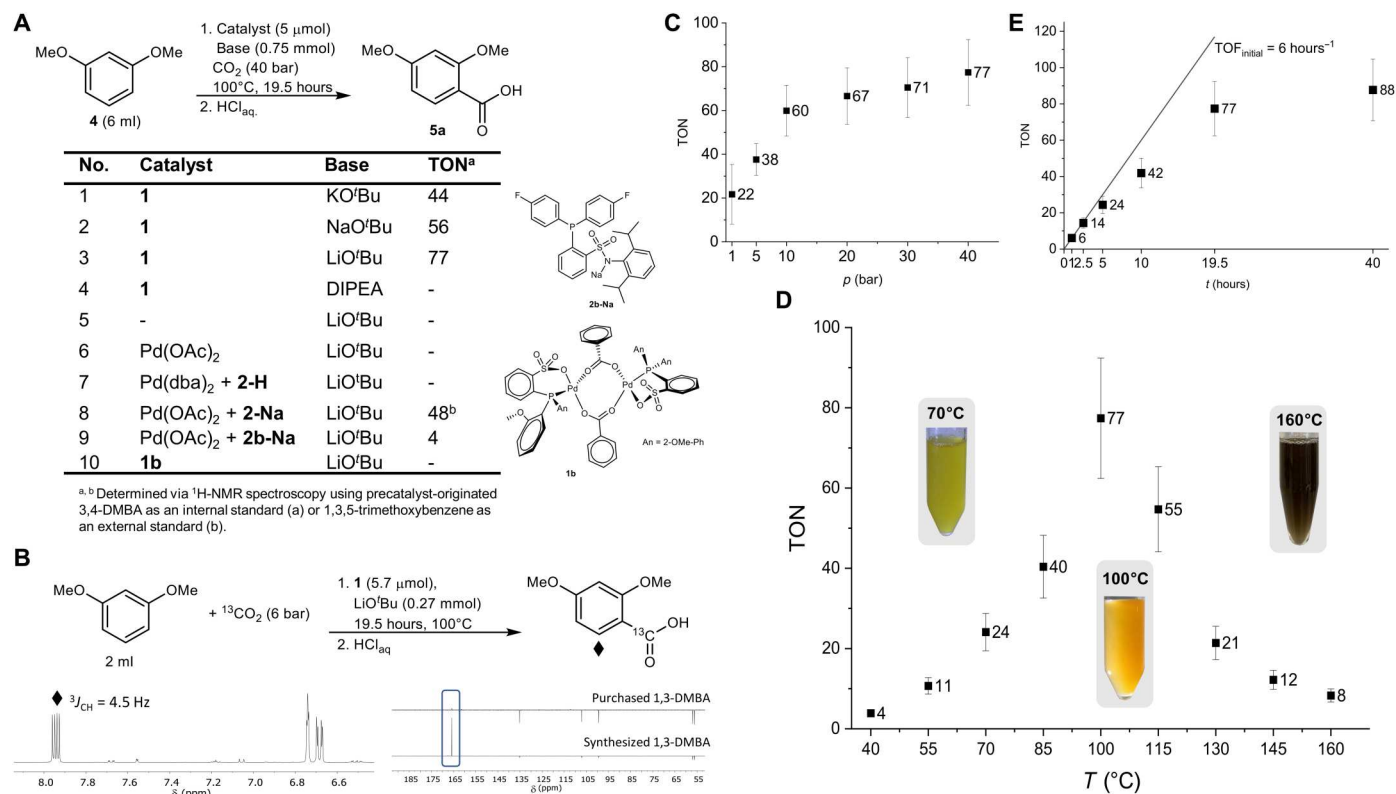 A
MeO
OMe
4 (6 ml)
1. Catalyst (5 μmol)
Base (0.75 mmol)
CO2 (40 bar)
100°C, 19.5 hours
2. HClaq.
MeO
OMe
OH
O
5a
No. Catalyst Base TONa
1 1 KOtBu 44
2 1 NaOtBu 56
3 1 LiOtBu 77
4 1 DIPEA -
5 - LiOtBu -
6 Pd(OAc)2 LiOtBu -
7 Pd(dba)2 + 2-H LiOtBu -
8 Pd(OAc)2 + 2-Na LiOtBu 48b
9 Pd(OAc)2 + 2b-Na LiOtBu 4
10 1b LiOtBu -
a, b Determined via 1H-NMR spectroscopy using precatalyst-originated
3,4-DMBA as an internal standard (a) or 1,3,5-trimethoxybenzene as
an external standard (b).
F
F
P
O
O
S
N
Na
2b-Na
O
O
S
O
P
An
O
Pd
O
O
O
O
Pd
An
An
P
O
S
O
O
An = 2-OMe-Ph
1b
B
MeO
OMe
2 ml
+ 13CO2 (6 bar)
1. 1 (5.7 μmol),
LiOtBu (0.27 mmol)
19.5 hours, 100°C
2. HClaq
MeO
OMe
13C
OH
O
♦
♦ 3JCH = 4.5 Hz
8.0 7.8 7.6 7.4 7.2 7.0 6.8 6.6
δ (ppm)
Purchased 1,3-DMBA
Synthesized 1,3-DMBA
185 175 165 155 145 135 125 115 105 95 85 75 65 55
δ (ppm)
C
TON
100
80
60
40
20
0
22
38
60
67
71
77
1 5 10 20 30 40
p (bar)
E
TON
120
100
80
60
40
20
0
TOFinitial = 6 hours−1
6
14
24
42
77
88
0 1 2.5 5 10 19.5 40
t (hours)
D
TON
100
80
60
40
20
0
70°C
100°C
160°C
4
11
24
40
77
55
21
12
8
40 55 70 85 100 115 130 145 160
T (°C)